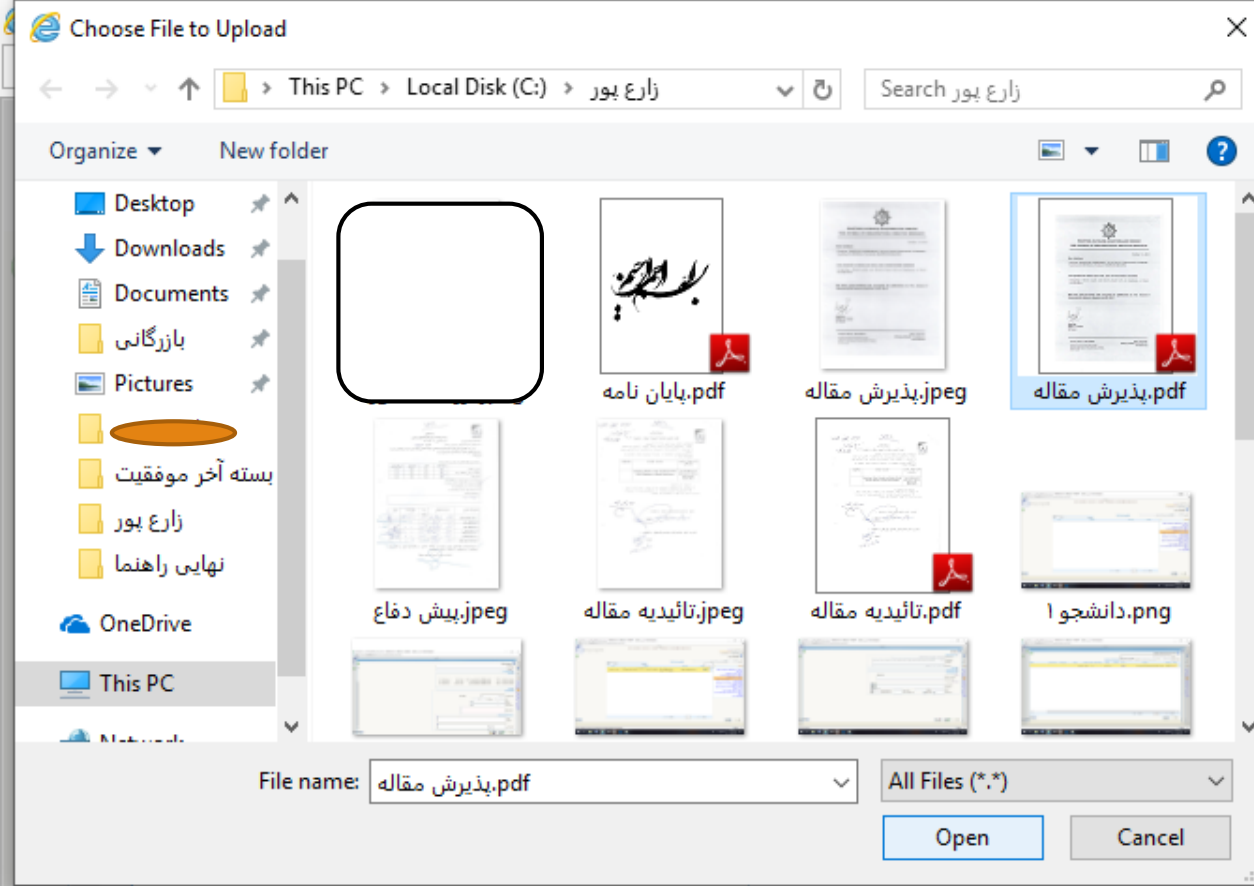 Choose File to Upload
This PC > Local Disk (C:) > زارع پور
Search زارع پور
Organize
New folder
Desktop
Downloads
Documents
بازرگانی
Pictures
بسته آخر موفقیت
زارع پور
نهایی راهنما
OneDrive
This PC
پایان نامه.pdf
پذیرش مقاله.jpeg
پذیرش مقاله.pdf
پیش دفاع.jpeg
تائیدیه مقاله.jpeg
تائیدیه مقاله.pdf
دانشجو ۱.png
File name: پذیرش مقاله.pdf
All Files (*.*)
Open
Cancel